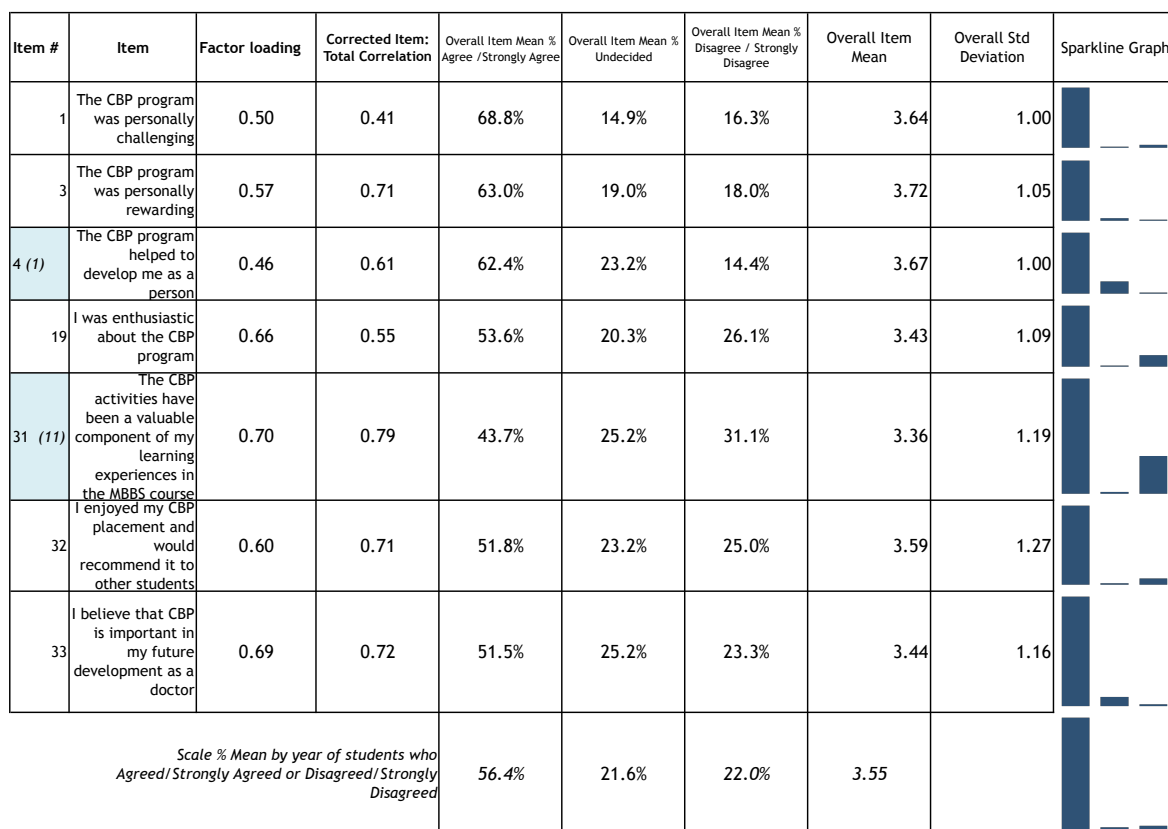 Item #
Item
Factor loading
Corrected Item:
Total Correlation
Overall Item Mean %
Agree /Strongly Agree
Overall Item Mean %
Undecided
Overall Item Mean %
Disagree / Strongly
Disagree
Overall Item
Mean
Overall Std
Deviation
Sparkline Graph
1
The CBP program
was personally
challenging
0.50
0.41
68.8%
14.9%
16.3%
3.64
1.00
3
The CBP program
was personally
rewarding
0.57
0.71
63.0%
19.0%
18.0%
3.72
1.05
4 (1)
The CBP program
helped to
develop me as a
person
0.46
0.61
62.4%
23.2%
14.4%
3.67
1.00
19
I was enthusiastic
about the CBP
program
0.66
0.55
53.6%
20.3%
26.1%
3.43
1.09
31 (11)
The CBP
activities have
been a valuable
component of my
learning
experiences in
the MBBS course
0.70
0.79
43.7%
25.2%
31.1%
3.36
1.19
32
I enjoyed my CBP
placement and
would
recommend it to
other students
0.60
0.71
51.8%
23.2%
25.0%
3.59
1.27
33
I believe that CBP
is important in
my future
development as a
doctor
0.69
0.72
51.5%
25.2%
23.3%
3.44
1.16
Scale % Mean by year of students who
Agreed/Strongly Agreed or Disagreed/Strongly
Disagreed
56.4%
21.6%
22.0%
3.55